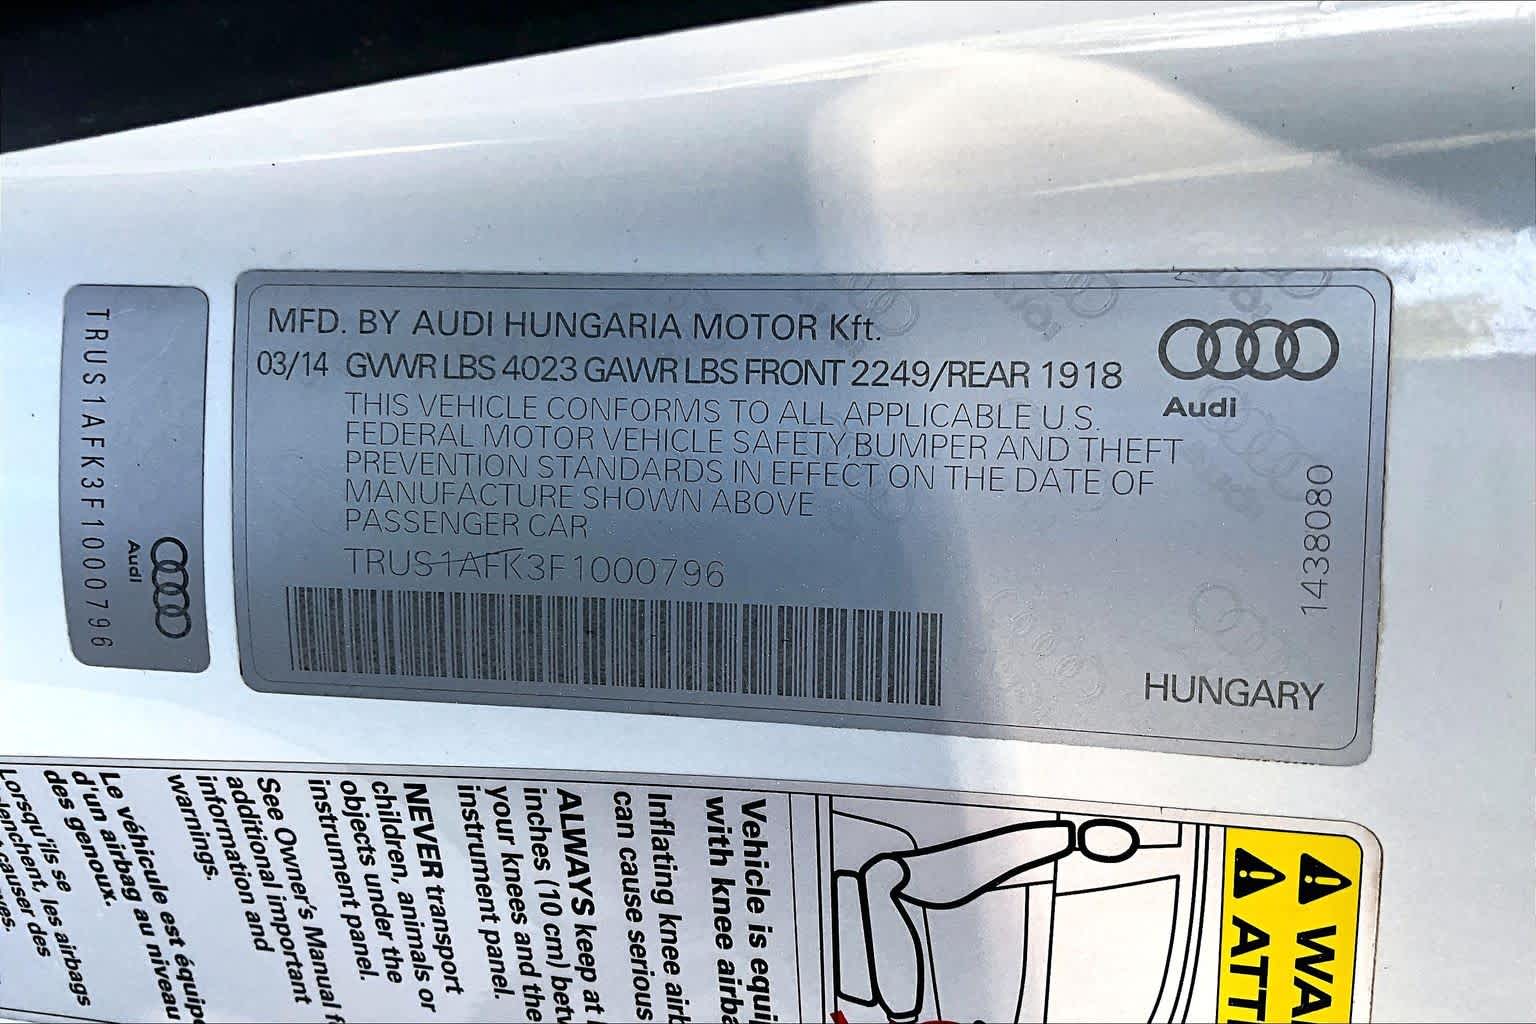 TRUS1AFK3F1000796
Audi
MFD. BY AUDI HUNGARIA MOTOR Kft.
03/14 GVWR LBS 4023 GAWR LBS FRONT 2249/REAR 1918
THIS VEHICLE CONFORMS TO ALL APPLICABLE U.S.
FEDERAL MOTOR VEHICLE SAFETY,BUMPER AND THEFT
PREVENTION STANDARDS IN EFFECT ON THE DATE OF
MANUFACTURE SHOWN ABOVE
PASSENGER CAR
TRUS1AFK3F1000796
Audi
1438080
HUNGARY
WA
ATT
Vehicle is equi
with knee airba
Inflating knee airb
can cause serious
ALWAYS keep at
inches (10 cm) betw
your knees and the
instrument panel.
NEVER transport
children, animals or
objects under the
instrument panel.
See Owner's Manual f
additional important
information and
warnings.
Le véhicule est équip
d'un airbag au niveau
des genoux.
Lorsqu'ils se
les airbags
causer des